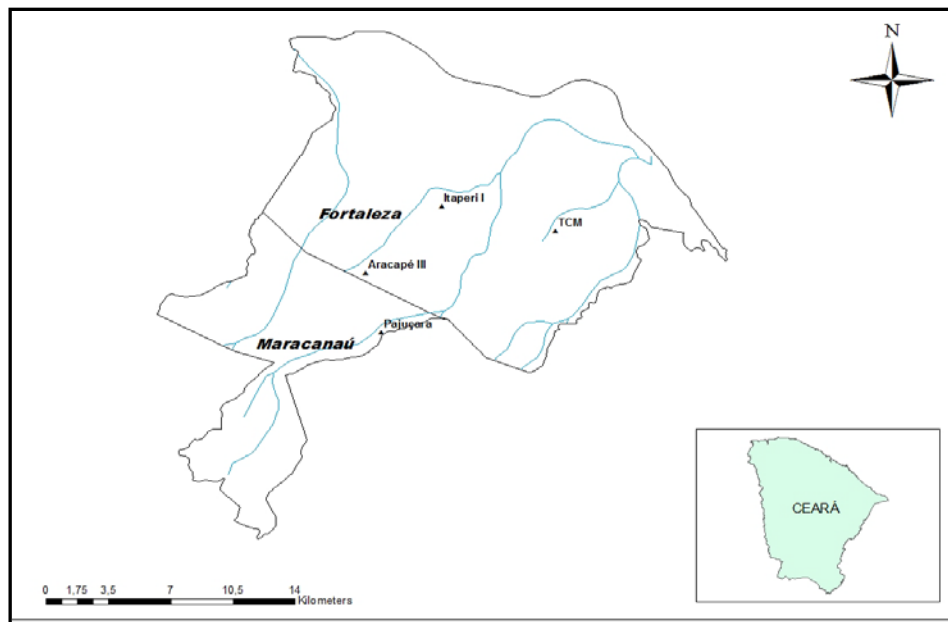 N
Itaperi I
Fortaleza
TCM
Aracapé III
Pajuçara
Maracanaú
CEARÁ
0 1,75 3,5 7 10,5 14
Kilometers